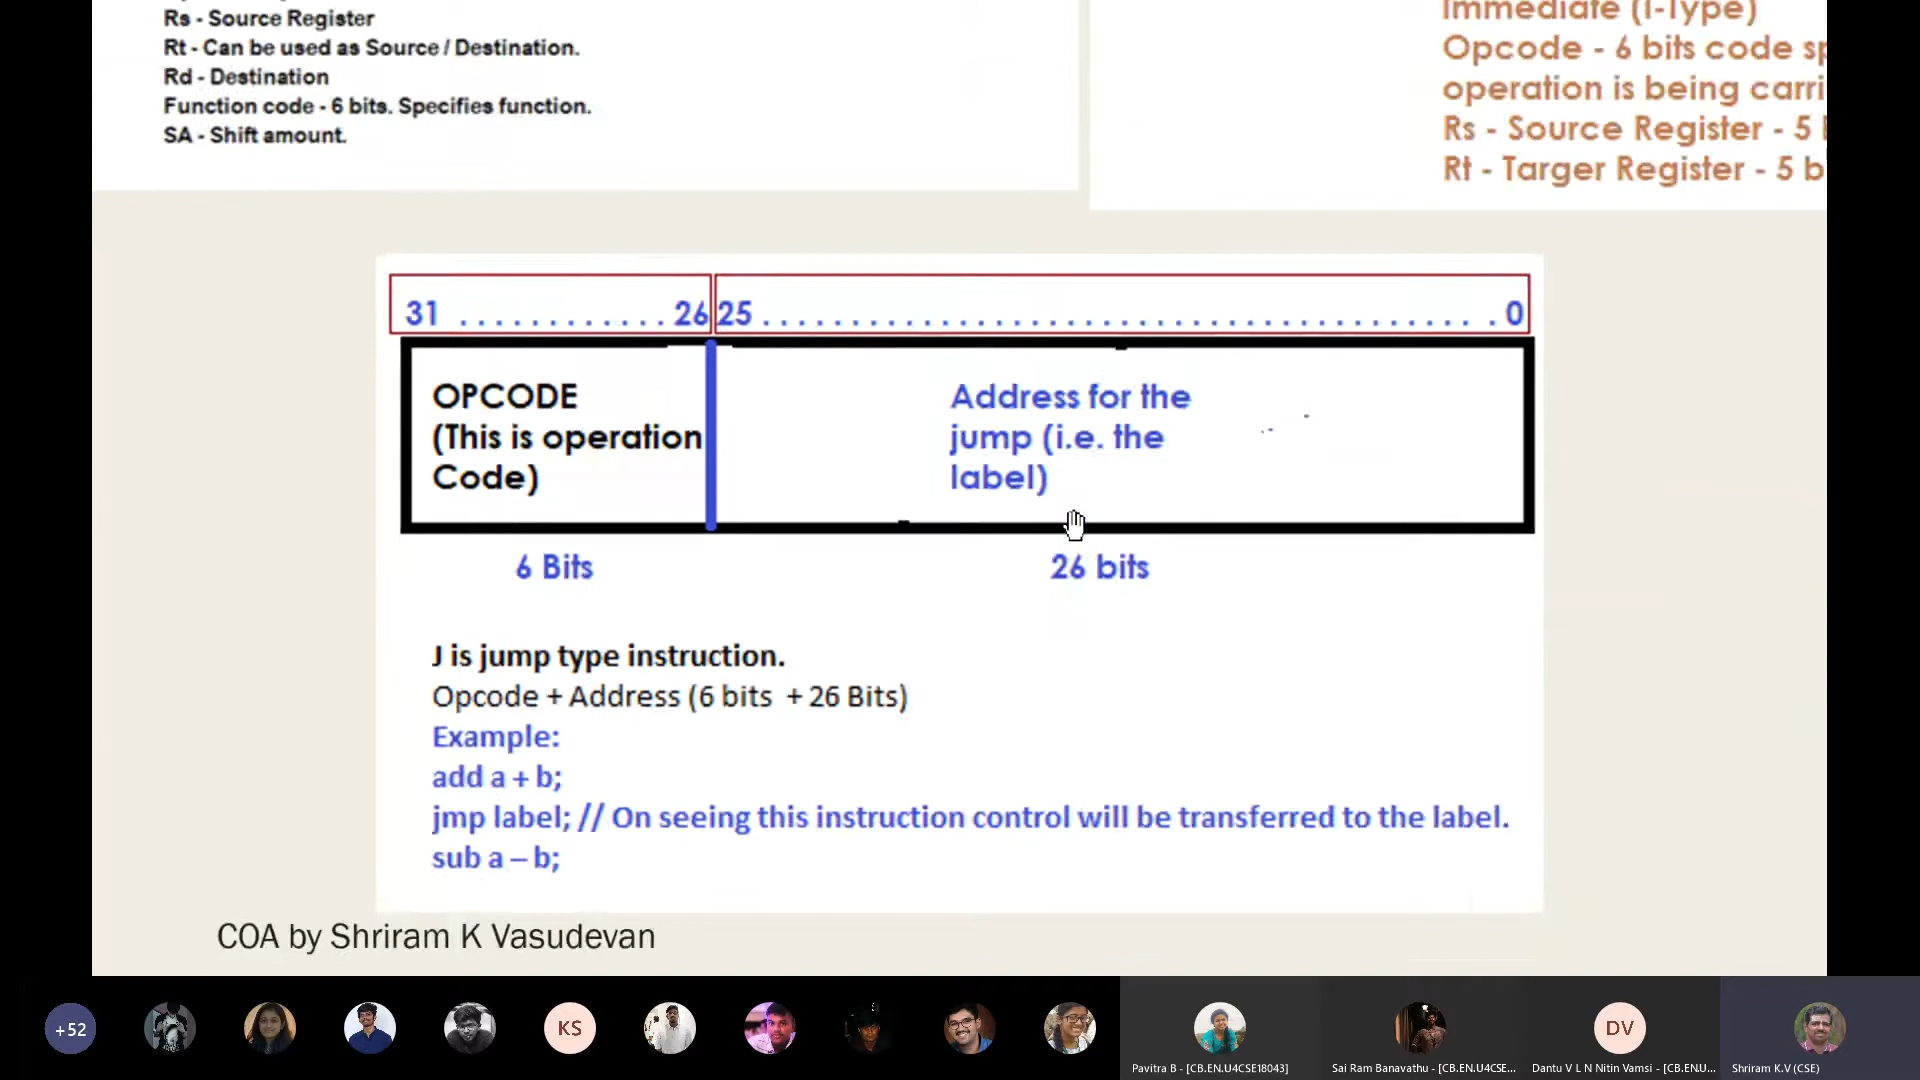 Rs - Source Register
Rt - Can be used as Source / Destination.
Rd - Destination
Function code - 6 bits. Specifies function.
SA - Shift amount.
Immediate (I-Type)
Opcode - 6 bits code sp
operation is being carri
Rs - Source Register - 5
Rt - Targer Register - 5 b
31 . . . . . . . . . . . . 26 25 . . . . . . . . . . . . . . . . . . . . . . . . . . . . . . . . . . . . . . 0
OPCODE
(This is operation
Code)
Address for the
jump (i.e. the
label)
6 Bits
26 bits
J is jump type instruction.
Opcode + Address (6 bits + 26 Bits)
Example:
add a + b;
jmp label; // On seeing this instruction control will be transferred to the label.
sub a – b;
COA by Shriram K Vasudevan
+52
KS
DV
Pavitra B - [CB.EN.U4CSE18043]
Sai Ram Banavathu - [CB.EN.U4CSE...
Dantu V L N Nitin Vamsi - [CB.EN.U...
Shriram K.V (CSE)